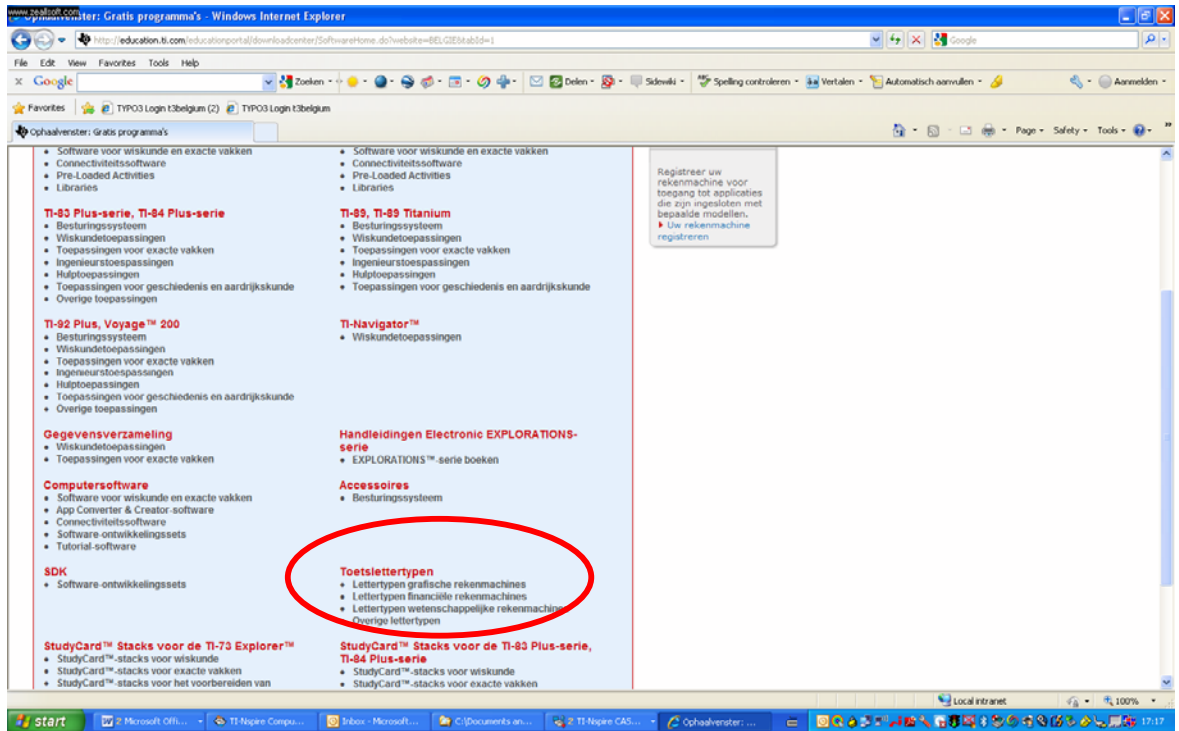 www.zealsoft.com
Ophaalvenster: Gratis programma's - Windows Internet Explorer
http://education.ti.com/educationportal/downloadcenter/SoftwareHome.do?website=BELGIE&tabId=1
Google
File Edit View Favorites Tools Help
x Google Zoeken Delen Sidewiki Spelling controleren Vertalen Automatisch aanvullen Aanmelden
Favorites TYPO3 Login t3belgium (2) TYPO3 Login t3belgium
Ophaalvenster: Gratis programma's
Page Safety Tools
• Software voor wiskunde en exacte vakken
• Connectiviteitssoftware
• Pre-Loaded Activities
• Libraries
• Software voor wiskunde en exacte vakken
• Connectiviteitssoftware
• Pre-Loaded Activities
• Libraries
Registreer uw
rekenmachine voor
toegang tot applicaties
die zijn ingesloten met
bepaalde modellen.
Uw rekenmachine
registreren
TI-83 Plus-serie, TI-84 Plus-serie
• Besturingssysteem
• Wiskundetoepassingen
• Toepassingen voor exacte vakken
• Ingenieurstoepassingen
• Hulptoepassingen
• Toepassingen voor geschiedenis en aardrijkskunde
• Overige toepassingen
TI-89, TI-89 Titanium
• Besturingssysteem
• Wiskundetoepassingen
• Toepassingen voor exacte vakken
• Ingenieurstoepassingen
• Hulptoepassingen
• Toepassingen voor geschiedenis en aardrijkskunde
TI-92 Plus, Voyage™ 200
• Besturingssysteem
• Wiskundetoepassingen
• Toepassingen voor exacte vakken
• Ingenieurstoepassingen
• Hulptoepassingen
• Toepassingen voor geschiedenis en aardrijkskunde
• Overige toepassingen
TI-Navigator™
• Wiskundetoepassingen
Gegevensverzameling
• Wiskundetoepassingen
• Toepassingen voor exacte vakken
Handleidingen Electronic EXPLORATIONS-
serie
• EXPLORATIONS™-serie boeken
Computersoftware
• Software voor wiskunde en exacte vakken
• App Converter & Creator-software
• Connectiviteitssoftware
• Software-ontwikkelingssets
• Tutorial-software
Accessoires
• Besturingssysteem
SDK
• Software-ontwikkelingssets
Toetslettertypen
• Lettertypen grafische rekenmachines
• Lettertypen financiële rekenmachines
• Lettertypen wetenschappelijke rekenmachine
Overige lettertypen
StudyCard™ Stacks voor de TI-73 Explorer™
• StudyCard™-stacks voor wiskunde
• StudyCard™-stacks voor exacte vakken
• StudyCard™-stacks voor het voorbereiden van
StudyCard™ Stacks voor de TI-83 Plus-serie,
TI-84 Plus-serie
• StudyCard™-stacks voor wiskunde
• StudyCard™-stacks voor exacte vakken
Local intranet 100%
start 2 Microsoft Offi... TI-Nspire Compu... Inbox - Microsoft... C:\Documents an... 2 TI-Nspire CAS... Ophaalvenster: ... 17:17